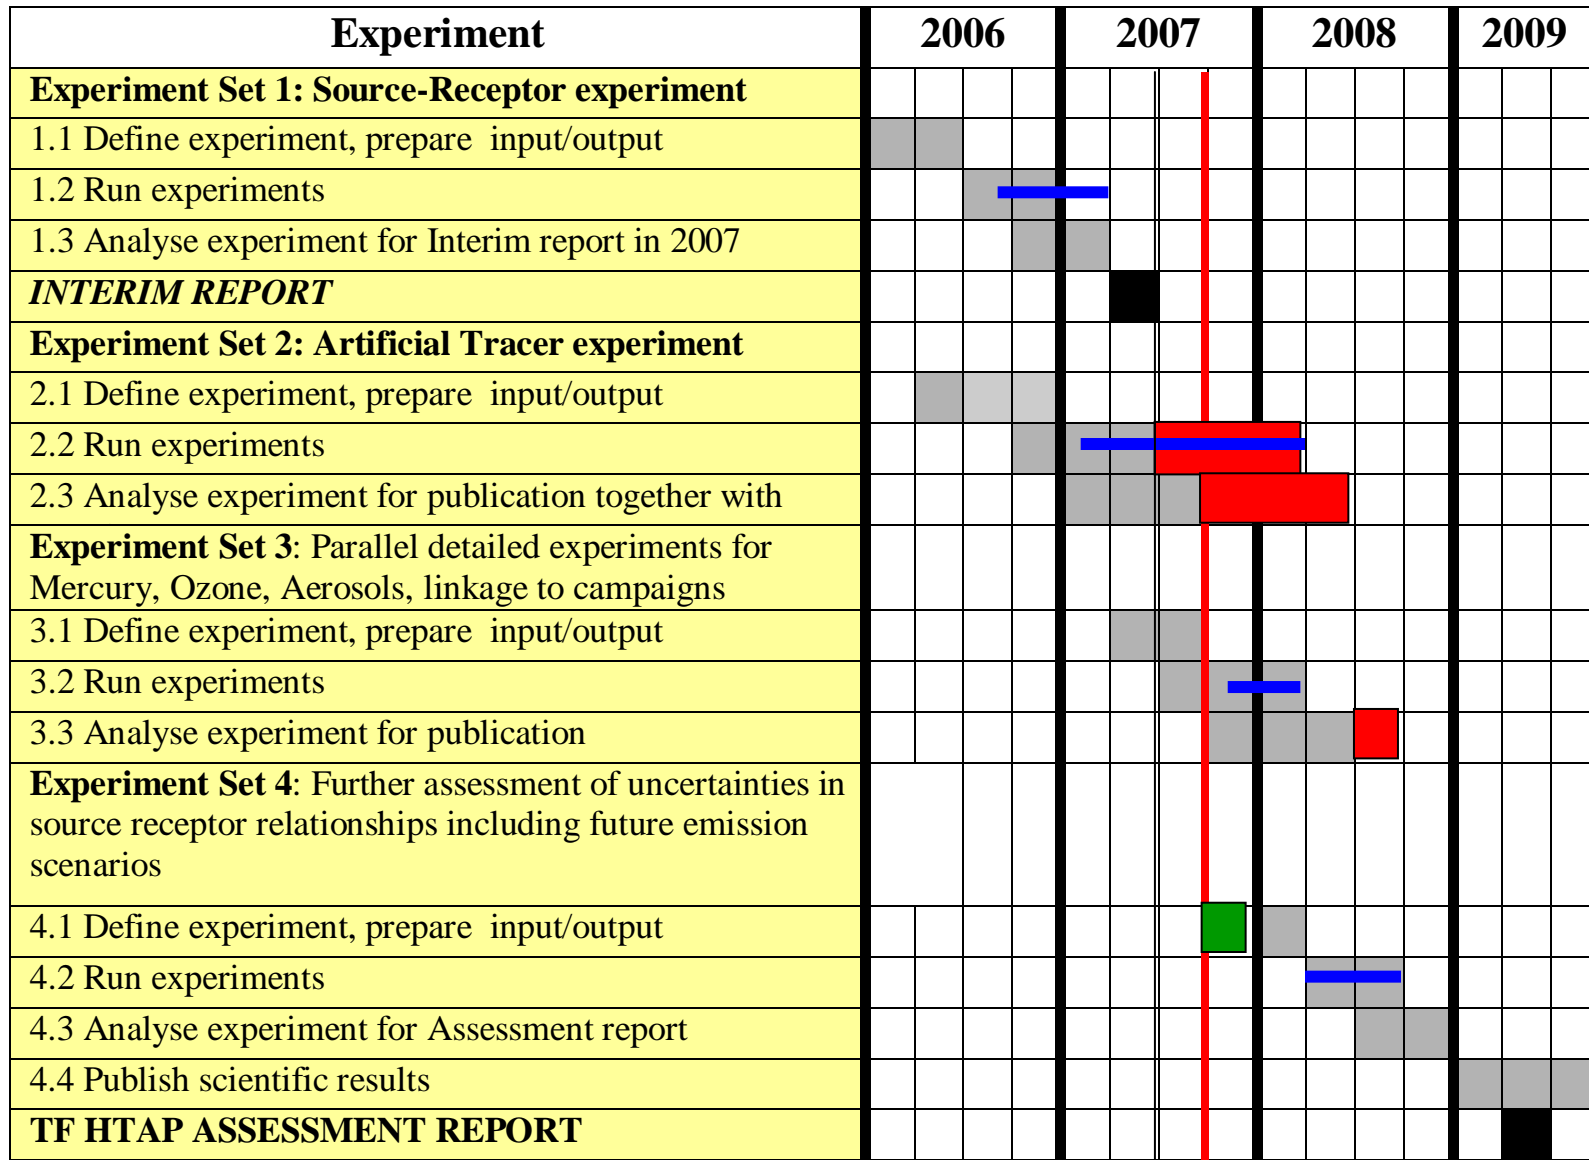 Experiment 2006 2007 2008 2009
Experiment Set 1: Source-Receptor experiment
1.1 Define experiment, prepare input/output
1.2 Run experiments
1.3 Analyse experiment for Interim report in 2007
INTERIM REPORT
Experiment Set 2: Artificial Tracer experiment
2.1 Define experiment, prepare input/output
2.2 Run experiments
2.3 Analyse experiment for publication together with
Experiment Set 3: Parallel detailed experiments for
Mercury, Ozone, Aerosols, linkage to campaigns
3.1 Define experiment, prepare input/output
3.2 Run experiments
3.3 Analyse experiment for publication
Experiment Set 4: Further assessment of uncertainties in
source receptor relationships including future emission
scenarios
4.1 Define experiment, prepare input/output
4.2 Run experiments
4.3 Analyse experiment for Assessment report
4.4 Publish scientific results
TF HTAP ASSESSMENT REPORT